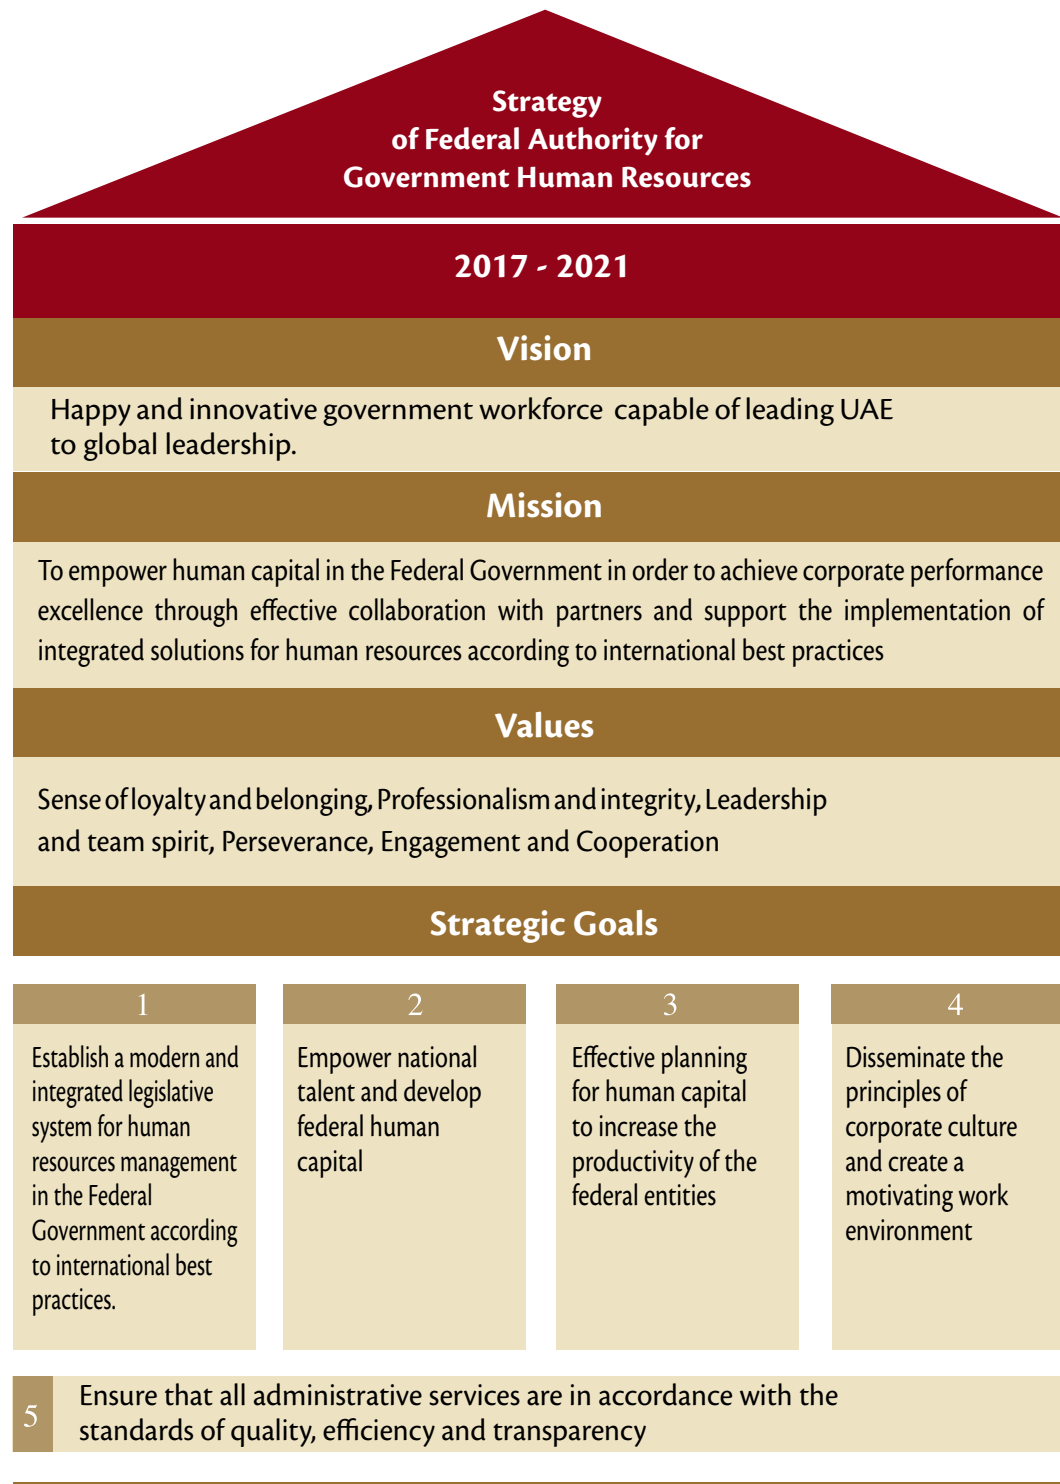 Strategy
of Federal Authority for
Government Human Resources
2017 - 2021
Vision
Happy and innovative government workforce capable of leading UAE
to global leadership.
Mission
To empower human capital in the Federal Government in order to achieve corporate performance
excellence through effective collaboration with partners and support the implementation of
integrated solutions for human resources according to international best practices
Values
Sense of loyalty and belonging, Professionalism and integrity, Leadership
and team spirit, Perseverance, Engagement and Cooperation
Strategic Goals
1
Establish a modern and
integrated legislative
system for human
resources management
in the Federal
Government according
to international best
practices.
2
Empower national
talent and develop
federal human
capital
3
Effective planning
for human capital
to increase the
productivity of the
federal entities
4
Disseminate the
principles of
corporate culture
and create a
motivating work
environment
5
Ensure that all administrative services are in accordance with the
standards of quality, efficiency and transparency